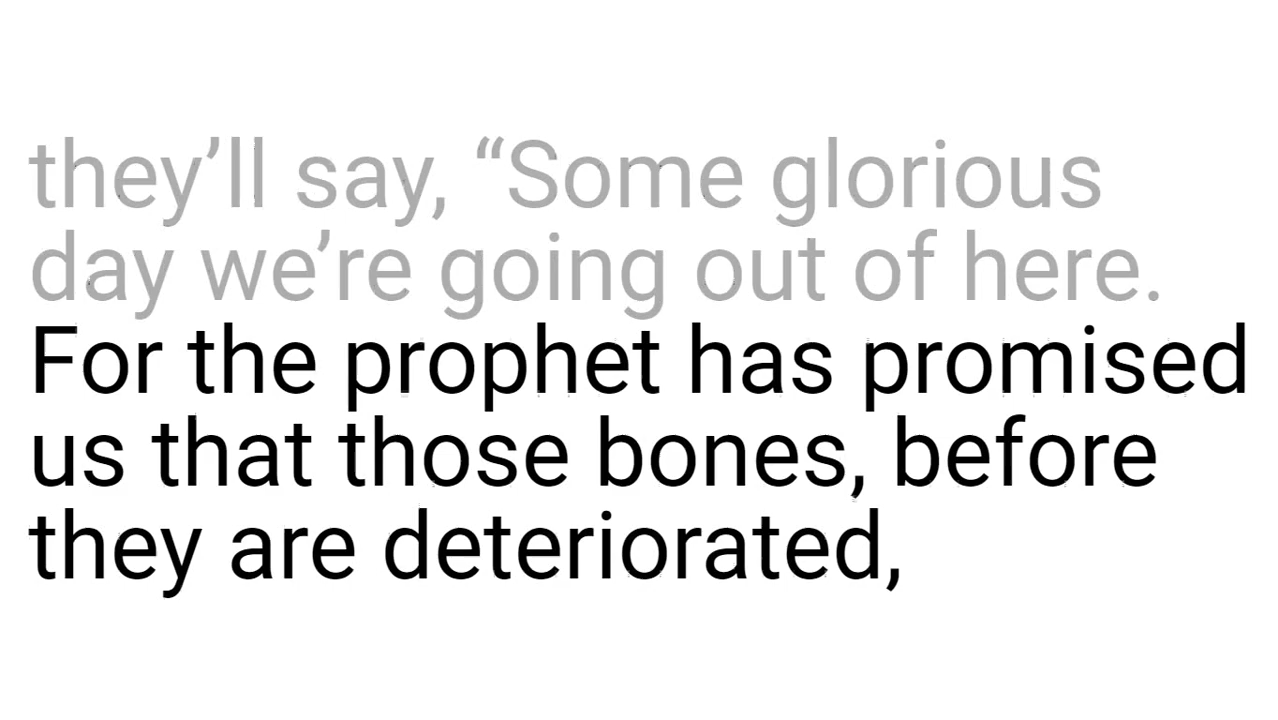 they’ll say, “Some glorious
day we’re going out of here.
For the prophet has promised
us that those bones, before
they are deteriorated,